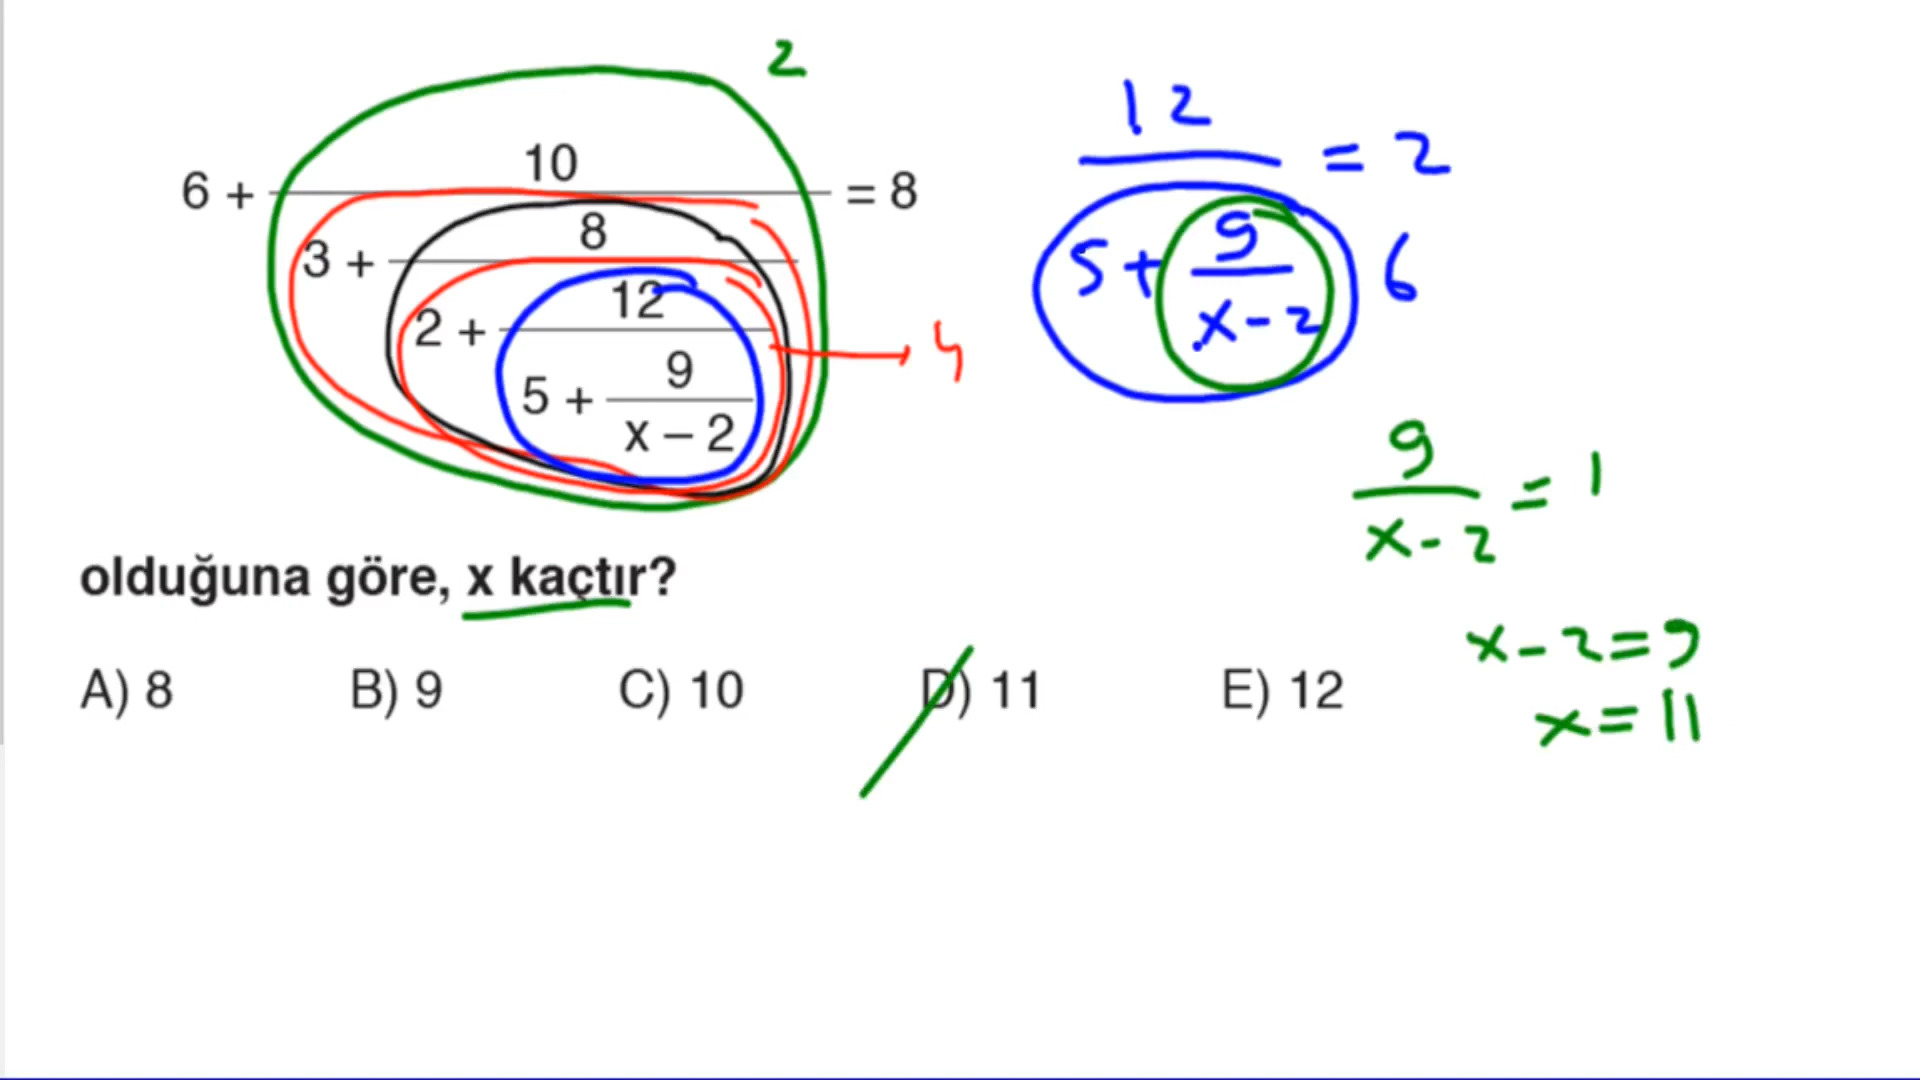 2
10
6 + = 8
8
3 +
12
2 +
9
5 +
x – 2
4
12
= 2
9
5+ 6
x-2
9
= 1
x-2
x-2=9
x=11
olduğuna göre, x kaçtır?
A) 8 B) 9 C) 10 D) 11 E) 12